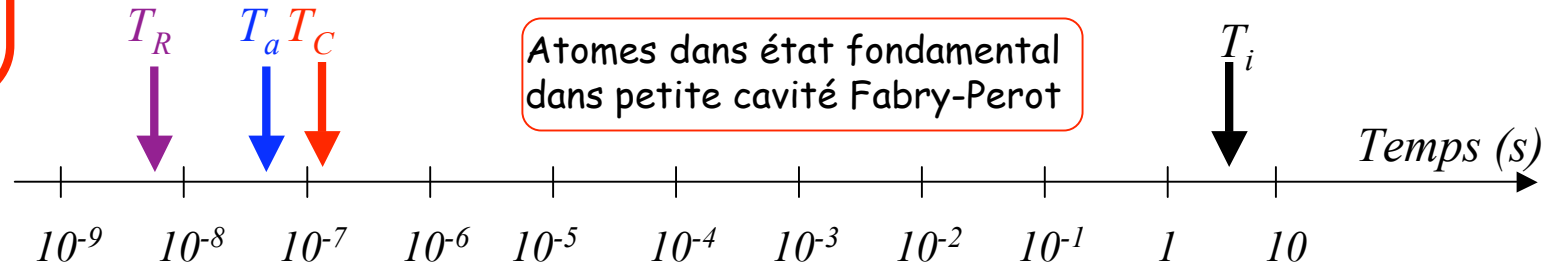 T_R T_a T_C T_i
Atomes dans état fondamental
dans petite cavité Fabry-Perot
Temps (s)
10^-9 10^-8 10^-7 10^-6 10^-5 10^-4 10^-3 10^-2 10^-1 1 10